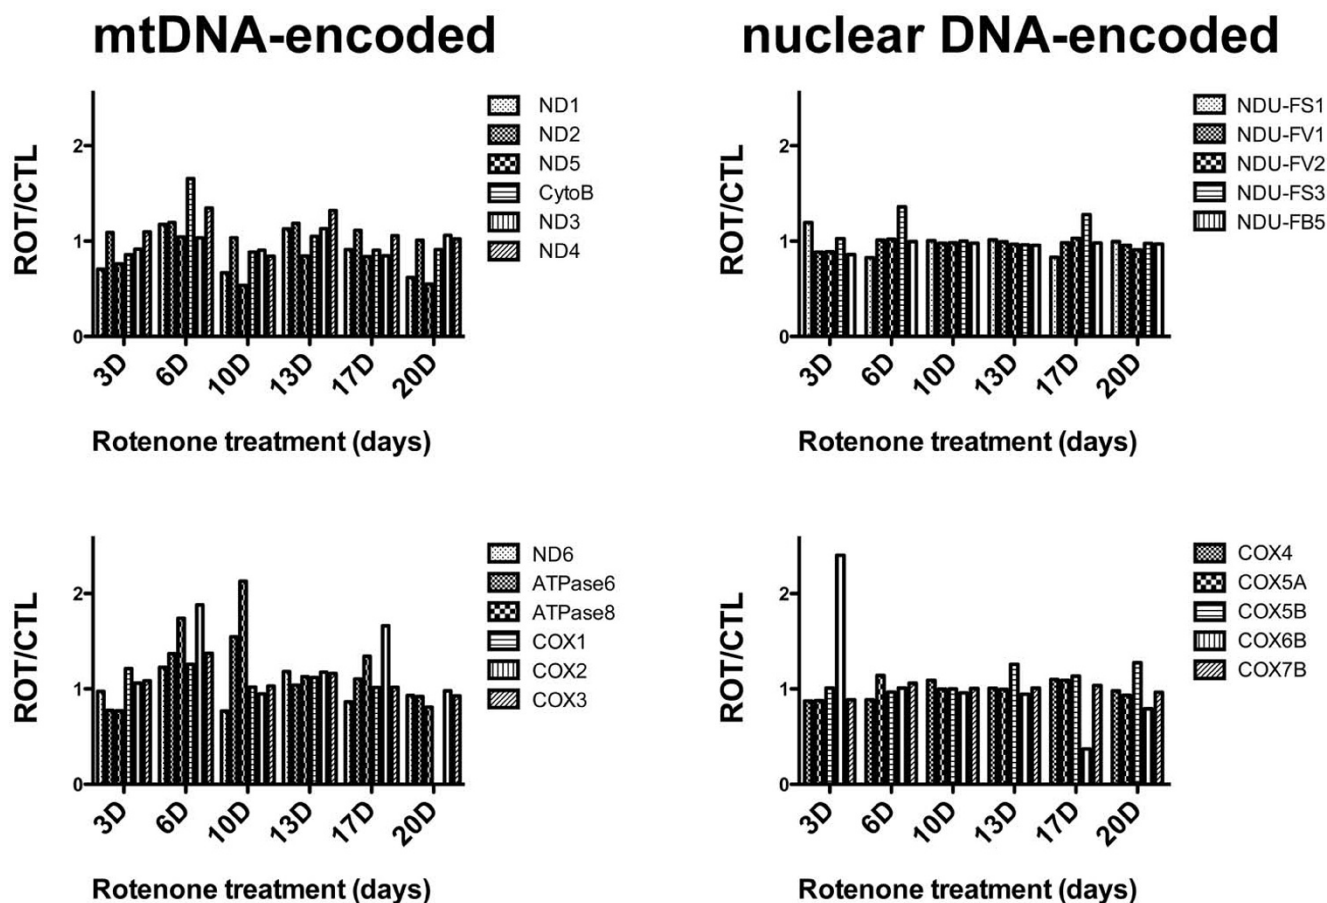 mtDNA-encoded
nuclear DNA-encoded
ROT/CTL
2
1
0
3D
6D
10D
13D
17D
20D
Rotenone treatment (days)
ND1
ND2
ND5
CytoB
ND3
ND4
ROT/CTL
2
1
0
3D
6D
10D
13D
17D
20D
Rotenone treatment (days)
NDU-FS1
NDU-FV1
NDU-FV2
NDU-FS3
NDU-FB5
ROT/CTL
2
1
0
3D
6D
10D
13D
17D
20D
Rotenone treatment (days)
ND6
ATPase6
ATPase8
COX1
COX2
COX3
ROT/CTL
2
1
0
3D
6D
10D
13D
17D
20D
Rotenone treatment (days)
COX4
COX5A
COX5B
COX6B
COX7B